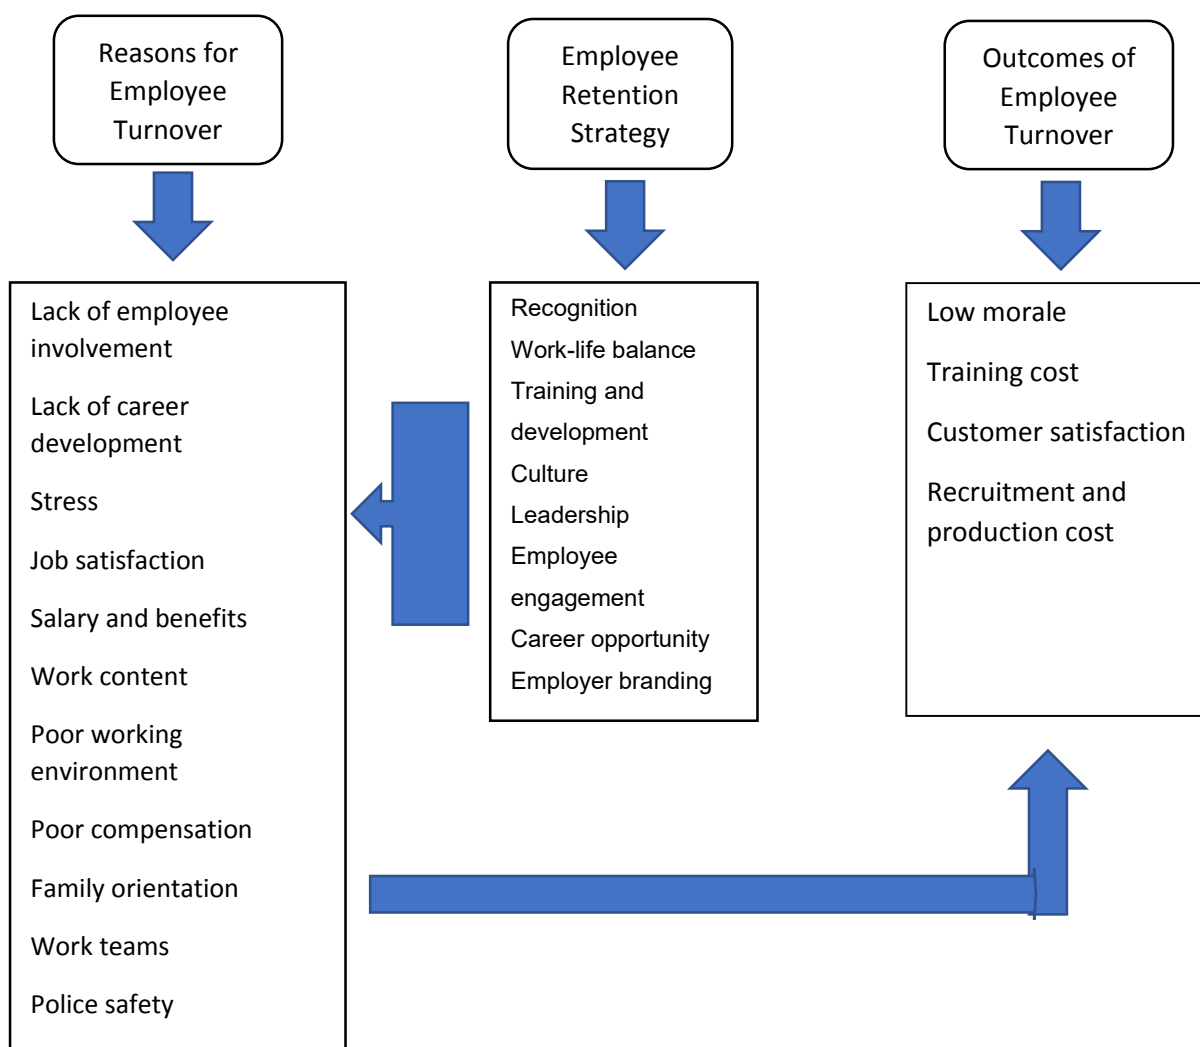 Reasons for
Employee
Turnover
Employee
Retention
Strategy
Outcomes of
Employee
Turnover
Lack of employee
involvement
Lack of career
development
Stress
Job satisfaction
Salary and benefits
Work content
Poor working
environment
Poor compensation
Family orientation
Work teams
Police safety
Recognition
Work-life balance
Training and
development
Culture
Leadership
Employee
engagement
Career opportunity
Employer branding
Low morale
Training cost
Customer satisfaction
Recruitment and
production cost